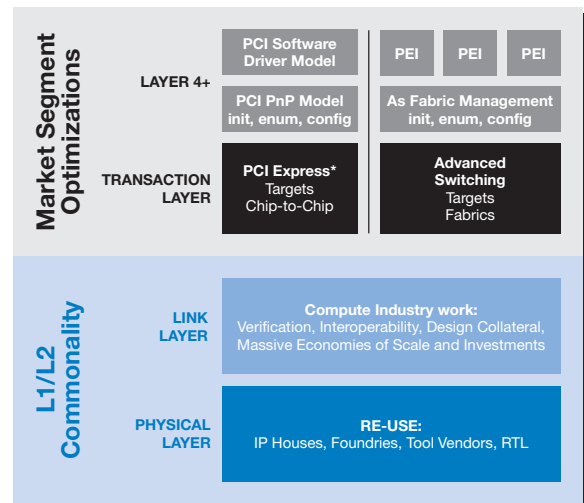 Market Segment
Optimizations
LAYER 4+
PCI Software
Driver Model
PEI
PEI
PEI
PCI PnP Model
init, enum, config
As Fabric Management
init, enum, config
TRANSACTION
LAYER
PCI Express*
Targets
Chip-to-Chip
Advanced
Switching
Targets
Fabrics
L1/L2
Commonality
LINK
LAYER
Compute Industry work:
Verification, Interoperability, Design Collateral,
Massive Economies of Scale and Investments
PHYSICAL
LAYER
RE-USE:
IP Houses, Foundries, Tool Vendors, RTL